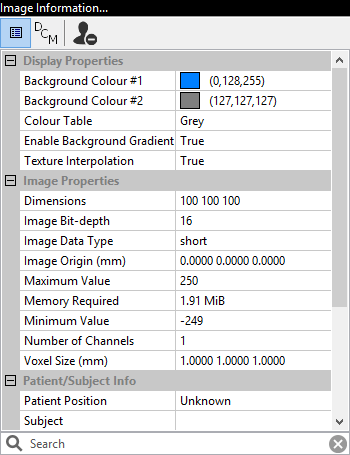 Image Information...
DCM
Display Properties
Background Colour #1 (0,128,255)
Background Colour #2 (127,127,127)
Colour Table Grey
Enable Background Gradient True
Texture Interpolation True
Image Properties
Dimensions 100 100 100
Image Bit-depth 16
Image Data Type short
Image Origin (mm) 0.0000 0.0000 0.0000
Maximum Value 250
Memory Required 1.91 MiB
Minimum Value -249
Number of Channels 1
Voxel Size (mm) 1.0000 1.0000 1.0000
Patient/Subject Info
Patient Position Unknown
Subject
Search